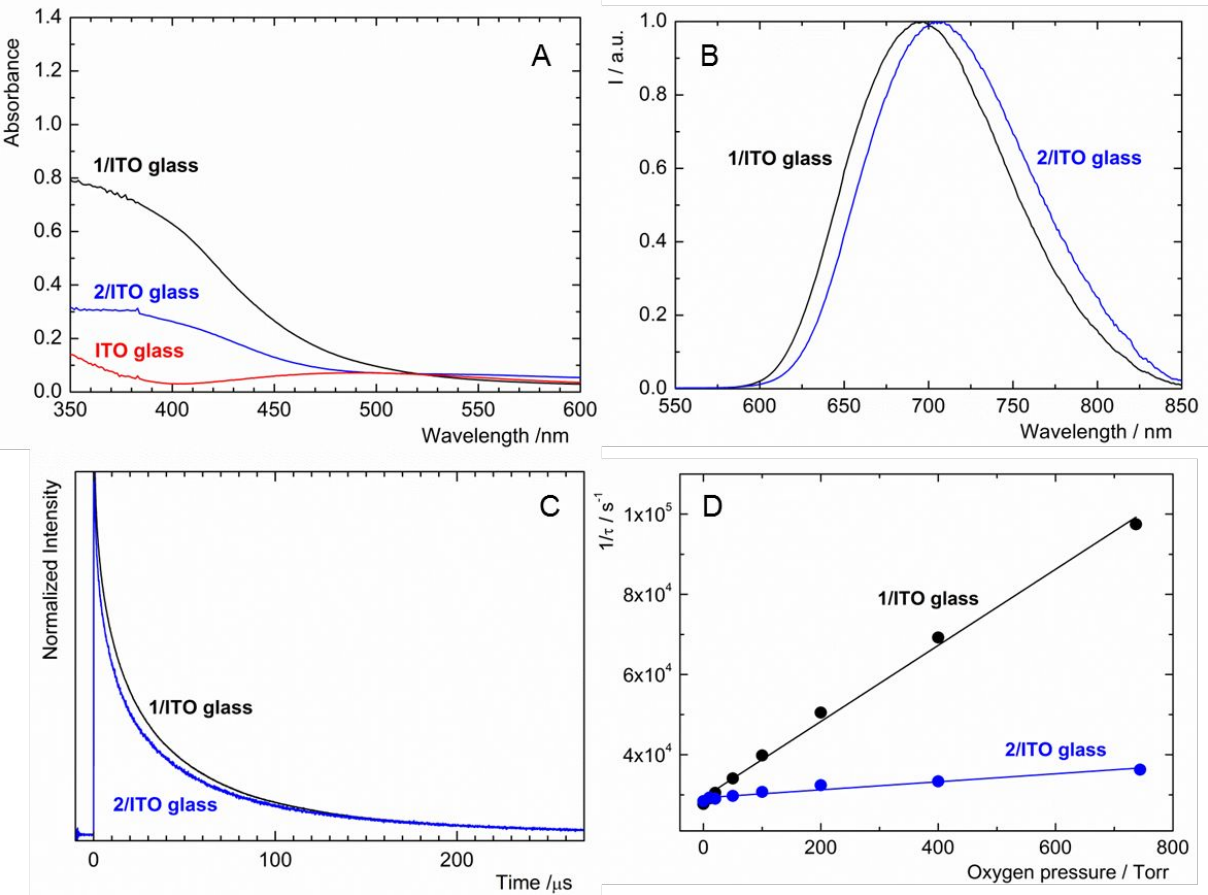 A
Absorbance
1.4
1.2
1.0
0.8
0.6
0.4
0.2
0.0
1/ITO glass
2/ITO glass
ITO glass
350 400 450 500 550 600
Wavelength /nm
B
I / a.u.
1.0
0.8
0.6
0.4
0.2
0.0
1/ITO glass
2/ITO glass
550 600 650 700 750 800 850
Wavelength / nm
C
Normalized Intensity
1/ITO glass
2/ITO glass
0 100 200
Time /μs
D
1/τ / s⁻¹
1x10⁵
8x10⁴
6x10⁴
4x10⁴
1/ITO glass
2/ITO glass
0 200 400 600 800
Oxygen pressure / Torr